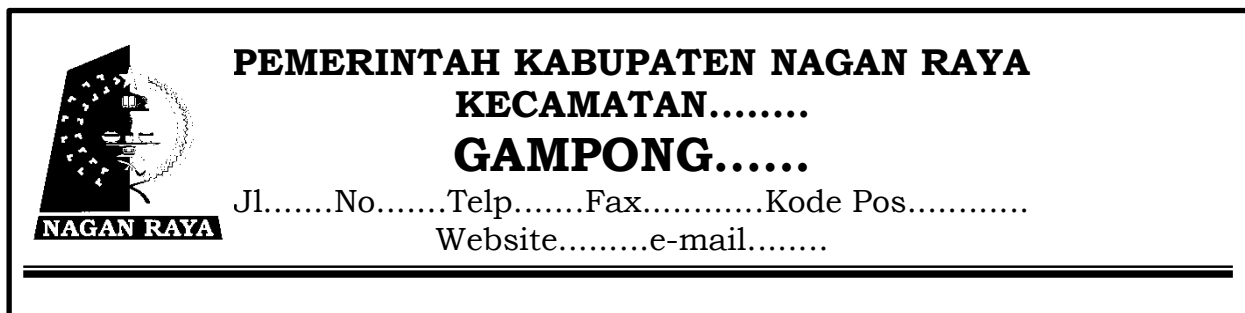 PEMERINTAH KABUPATEN NAGAN RAYA
KECAMATAN........
GAMPONG......
Jl.......No.......Telp.......Fax............Kode Pos............
Website.........e-mail........
NAGAN RAYA